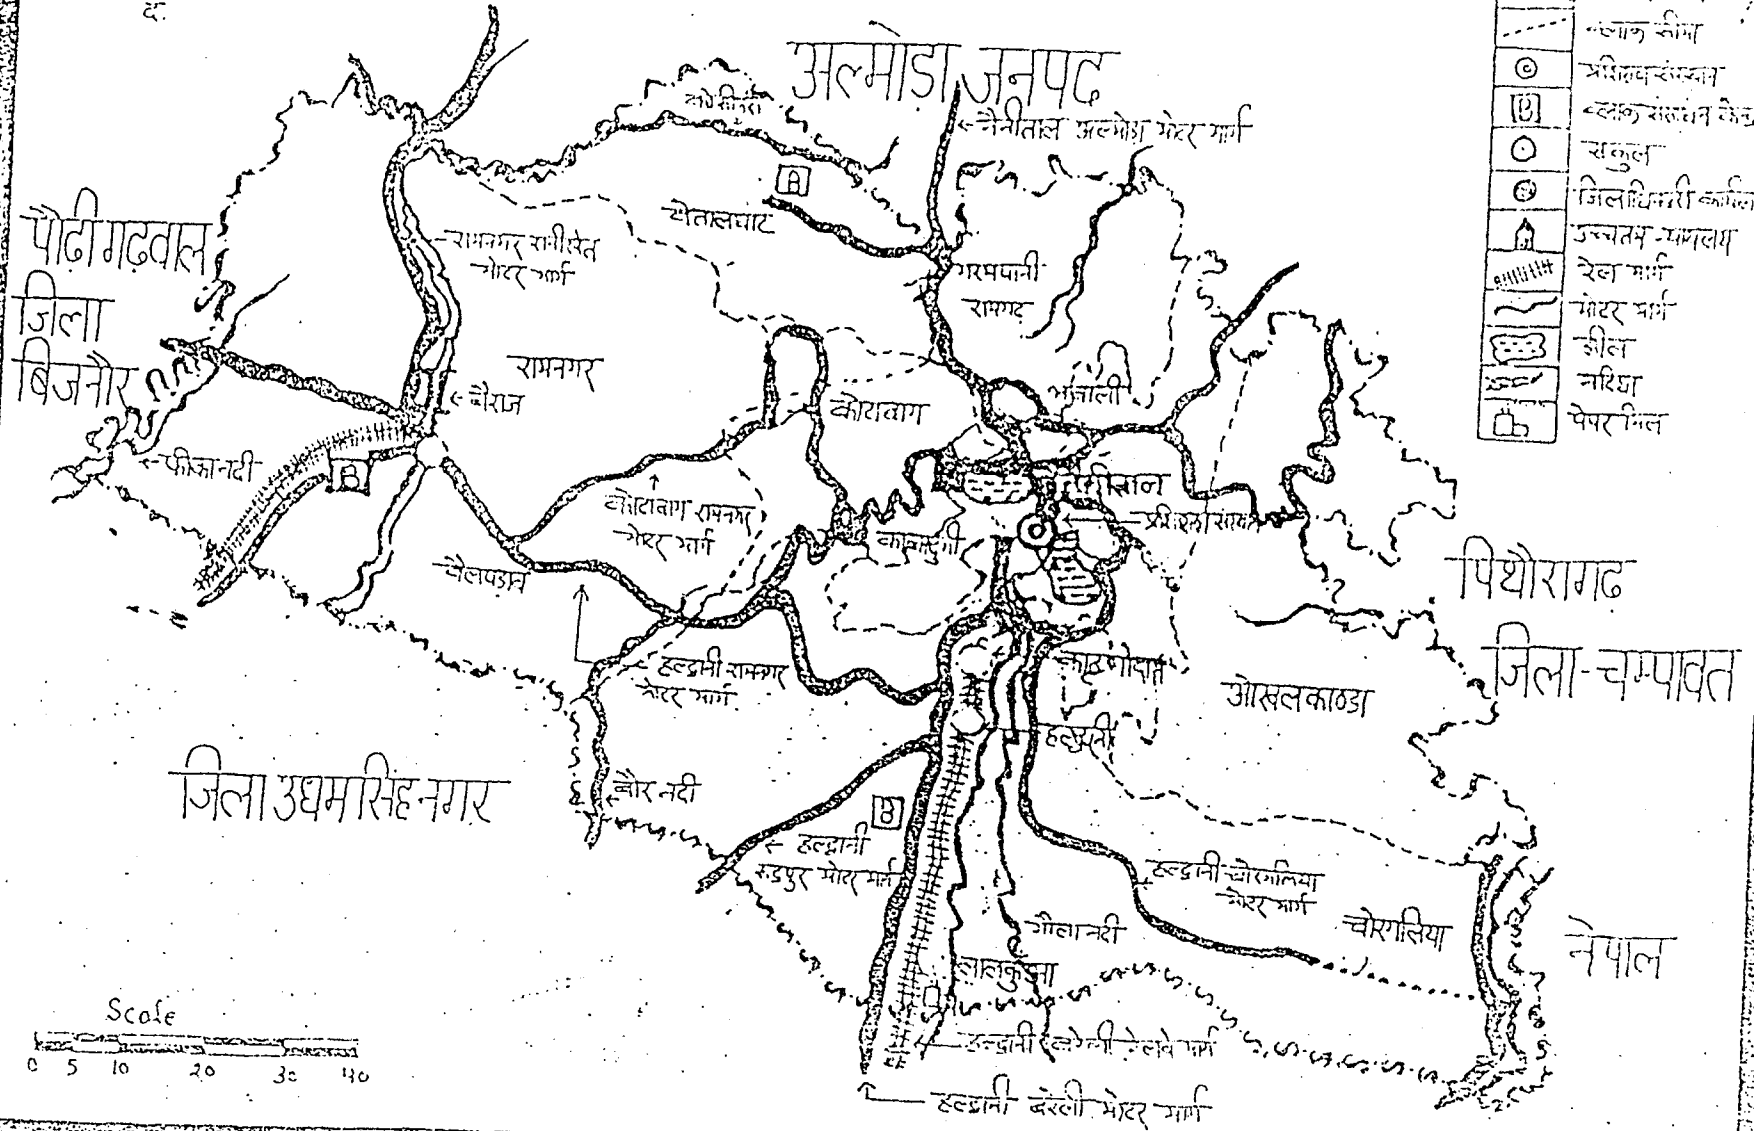 द.
अल्मोड़ा जनपद
नैनीताल अल्मोड़ा मोटर मार्ग
बेतालघाट
पौढ़ी गढ़वाल
जिला
बिजनौर
रामनगर रानीखेत
मोटर मार्ग
गरमपानी
रामगढ़
रामनगर
बैराज
भवाली
कोटाबाग
फीका नदी
कोटाबाग रामनगर
मोटर मार्ग
कालाढुंगी
बैलपड़ाव
पिथौरागढ़
जिला-चम्पावत
हल्द्वानी रामनगर
मोटर मार्ग
काठगोदाम
ओखलकाण्डा
हल्द्वानी
जिला उधमसिंह नगर
बौर नदी
हल्द्वानी
रुद्रपुर मोटर मार्ग
हल्द्वानी चोरगलिया
मोटर मार्ग
गौला नदी
चोरगलिया
नेपाल
लालकुआ
हल्द्वानी बरेली रेलवे मार्ग
हल्द्वानी बरेली मोटर मार्ग
Scale
0 5 10 20 30 40
ब्लाक सीमा
ब्लाक संसाधन केन्द्र
संकुल
रेल मार्ग
मोटर मार्ग
झील
नदिया
पेपर मिल